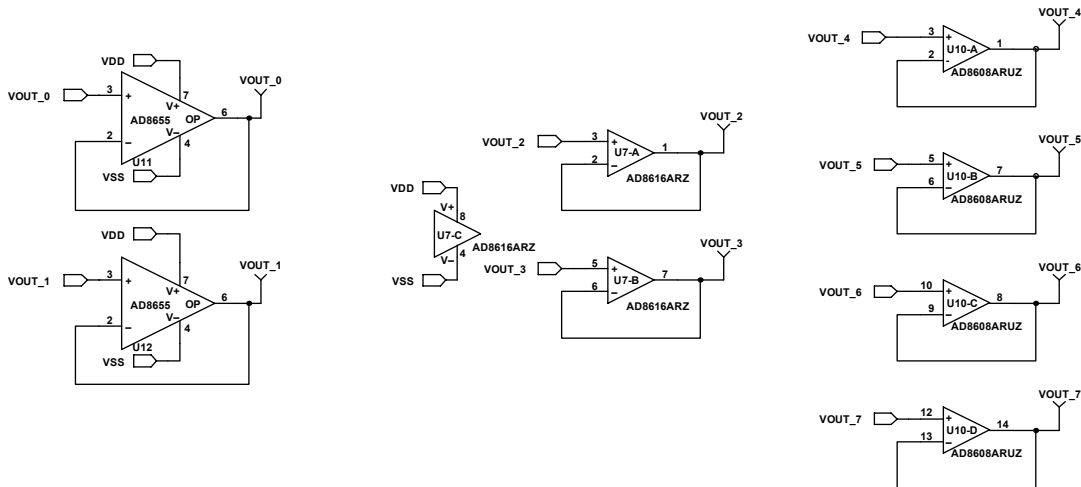 VDD
VOUT_0
VOUT_0
3
+
7
V+
AD8655
OP
6
2
−
V−
4
U11
VSS
VDD
VOUT_1
VOUT_1
3
+
7
V+
AD8655
OP
6
2
−
V−
4
U12
VSS
VDD
V+
8
U7-C
AD8616ARZ
V−
4
VSS
VOUT_2
VOUT_2
3
+
U7-A
1
2
−
AD8616ARZ
VOUT_3
VOUT_3
5
+
U7-B
7
6
−
AD8616ARZ
VOUT_4
VOUT_4
3
+
U10-A
1
2
-
AD8608ARUZ
VOUT_5
VOUT_5
5
+
U10-B
7
6
−
AD8608ARUZ
VOUT_6
VOUT_6
10
+
U10-C
8
9
−
AD8608ARUZ
VOUT_7
VOUT_7
12
+
U10-D
14
13
−
AD8608ARUZ